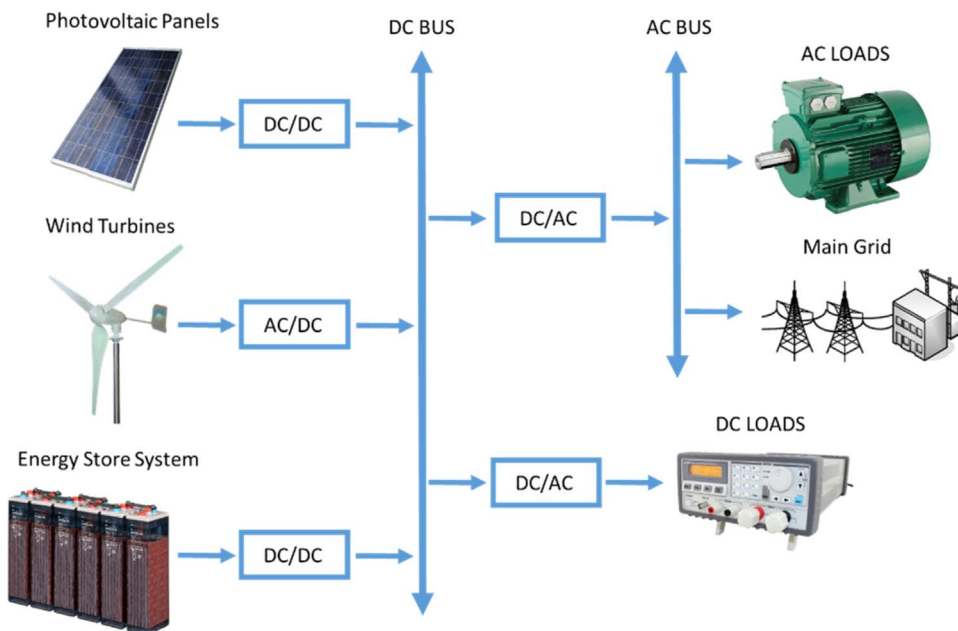 Photovoltaic Panels
DC BUS
AC BUS
AC LOADS
DC/DC
Wind Turbines
DC/AC
Main Grid
AC/DC
DC LOADS
Energy Store System
DC/AC
DC/DC